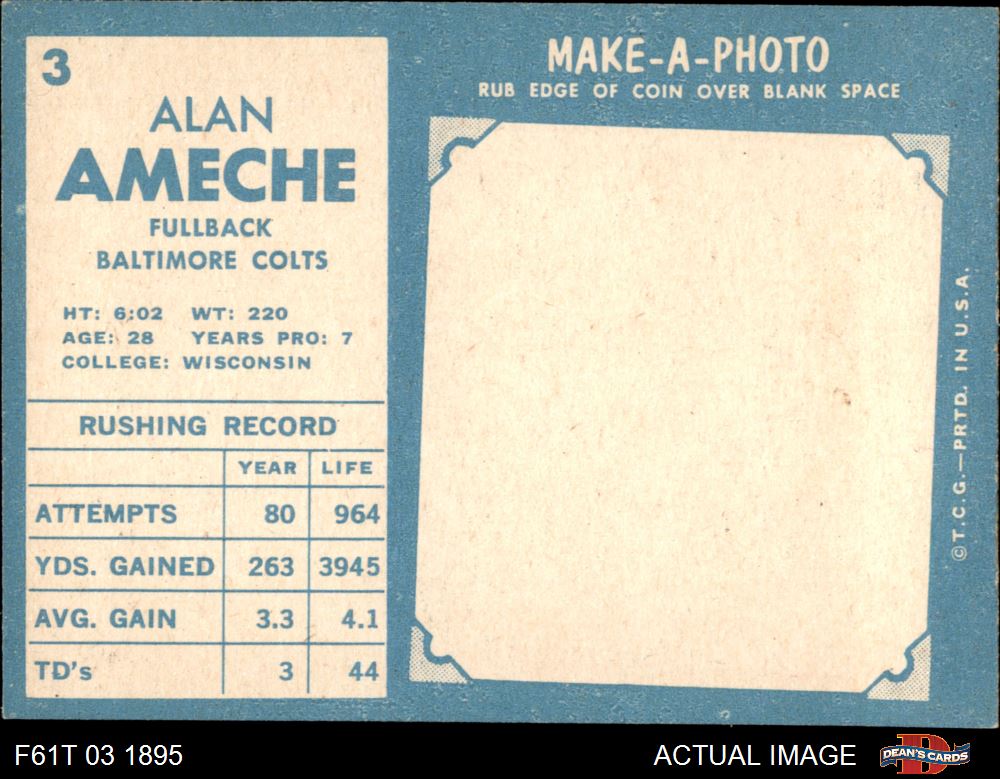 3
ALAN
AMECHE
FULLBACK
BALTIMORE COLTS
HT: 6:02 WT: 220
AGE: 28 YEARS PRO: 7
COLLEGE: WISCONSIN
RUSHING RECORD
YEAR LIFE
ATTEMPTS 80 964
YDS. GAINED 263 3945
AVG. GAIN 3.3 4.1
TD's 3 44
MAKE-A-PHOTO
RUB EDGE OF COIN OVER BLANK SPACE
©T.C.G.—PRTD. IN U.S.A.
F61T 03 1895
ACTUAL IMAGE
D
DEAN'S CARDS